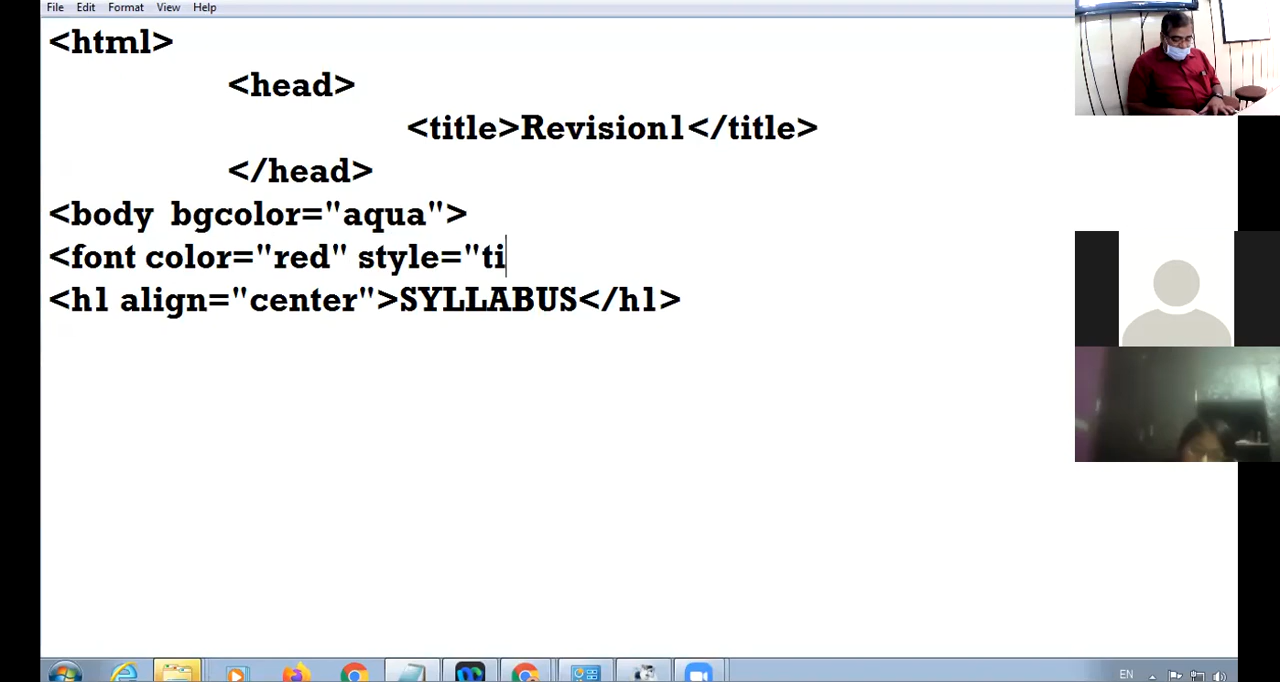 File Edit Format View Help
<html>
<head>
<title>Revision1</title>
</head>
<body bgcolor="aqua">
<font color="red" style="ti
<h1 align="center">SYLLABUS</h1>
EN